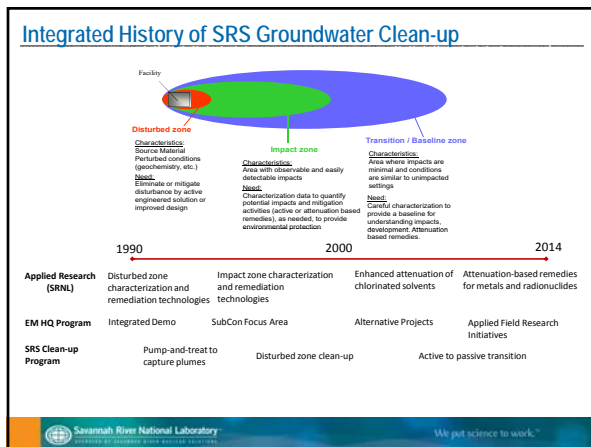 Integrated History of SRS Groundwater Clean-up
Facility
Disturbed zone
Characteristics:
Source Material
Perturbed conditions
(geochemistry, etc.)
Need:
Eliminate or mitigate
disturbance by active
engineered solution or
improved design
Impact zone
Characteristics:
Area with observable and easily
detectable impacts
Need:
Characterization data to quantify
potential impacts and mitigation
activities (active or attenuation based
remedies), as needed, to provide
environmental protection
Transition / Baseline zone
Characteristics:
Area where impacts are
minimal and conditions
are similar to unimpacted
settings
Need:
Careful characterization to
provide a baseline for
understanding impacts,
development. Attenuation
based remedies.
1990
2000
2014
Applied Research
(SRNL)
Disturbed zone
characterization and
remediation technologies
Impact zone characterization
and remediation
technologies
Enhanced attenuation of
chlorinated solvents
Attenuation-based remedies
for metals and radionuclides
EM HQ Program
Integrated Demo
SubCon Focus Area
Alternative Projects
Applied Field Research
Initiatives
SRS Clean-up
Program
Pump-and-treat to
capture plumes
Disturbed zone clean-up
Active to passive transition
Savannah River National Laboratory™
OPERATED BY SAVANNAH RIVER NUCLEAR SOLUTIONS
We put science to work.™